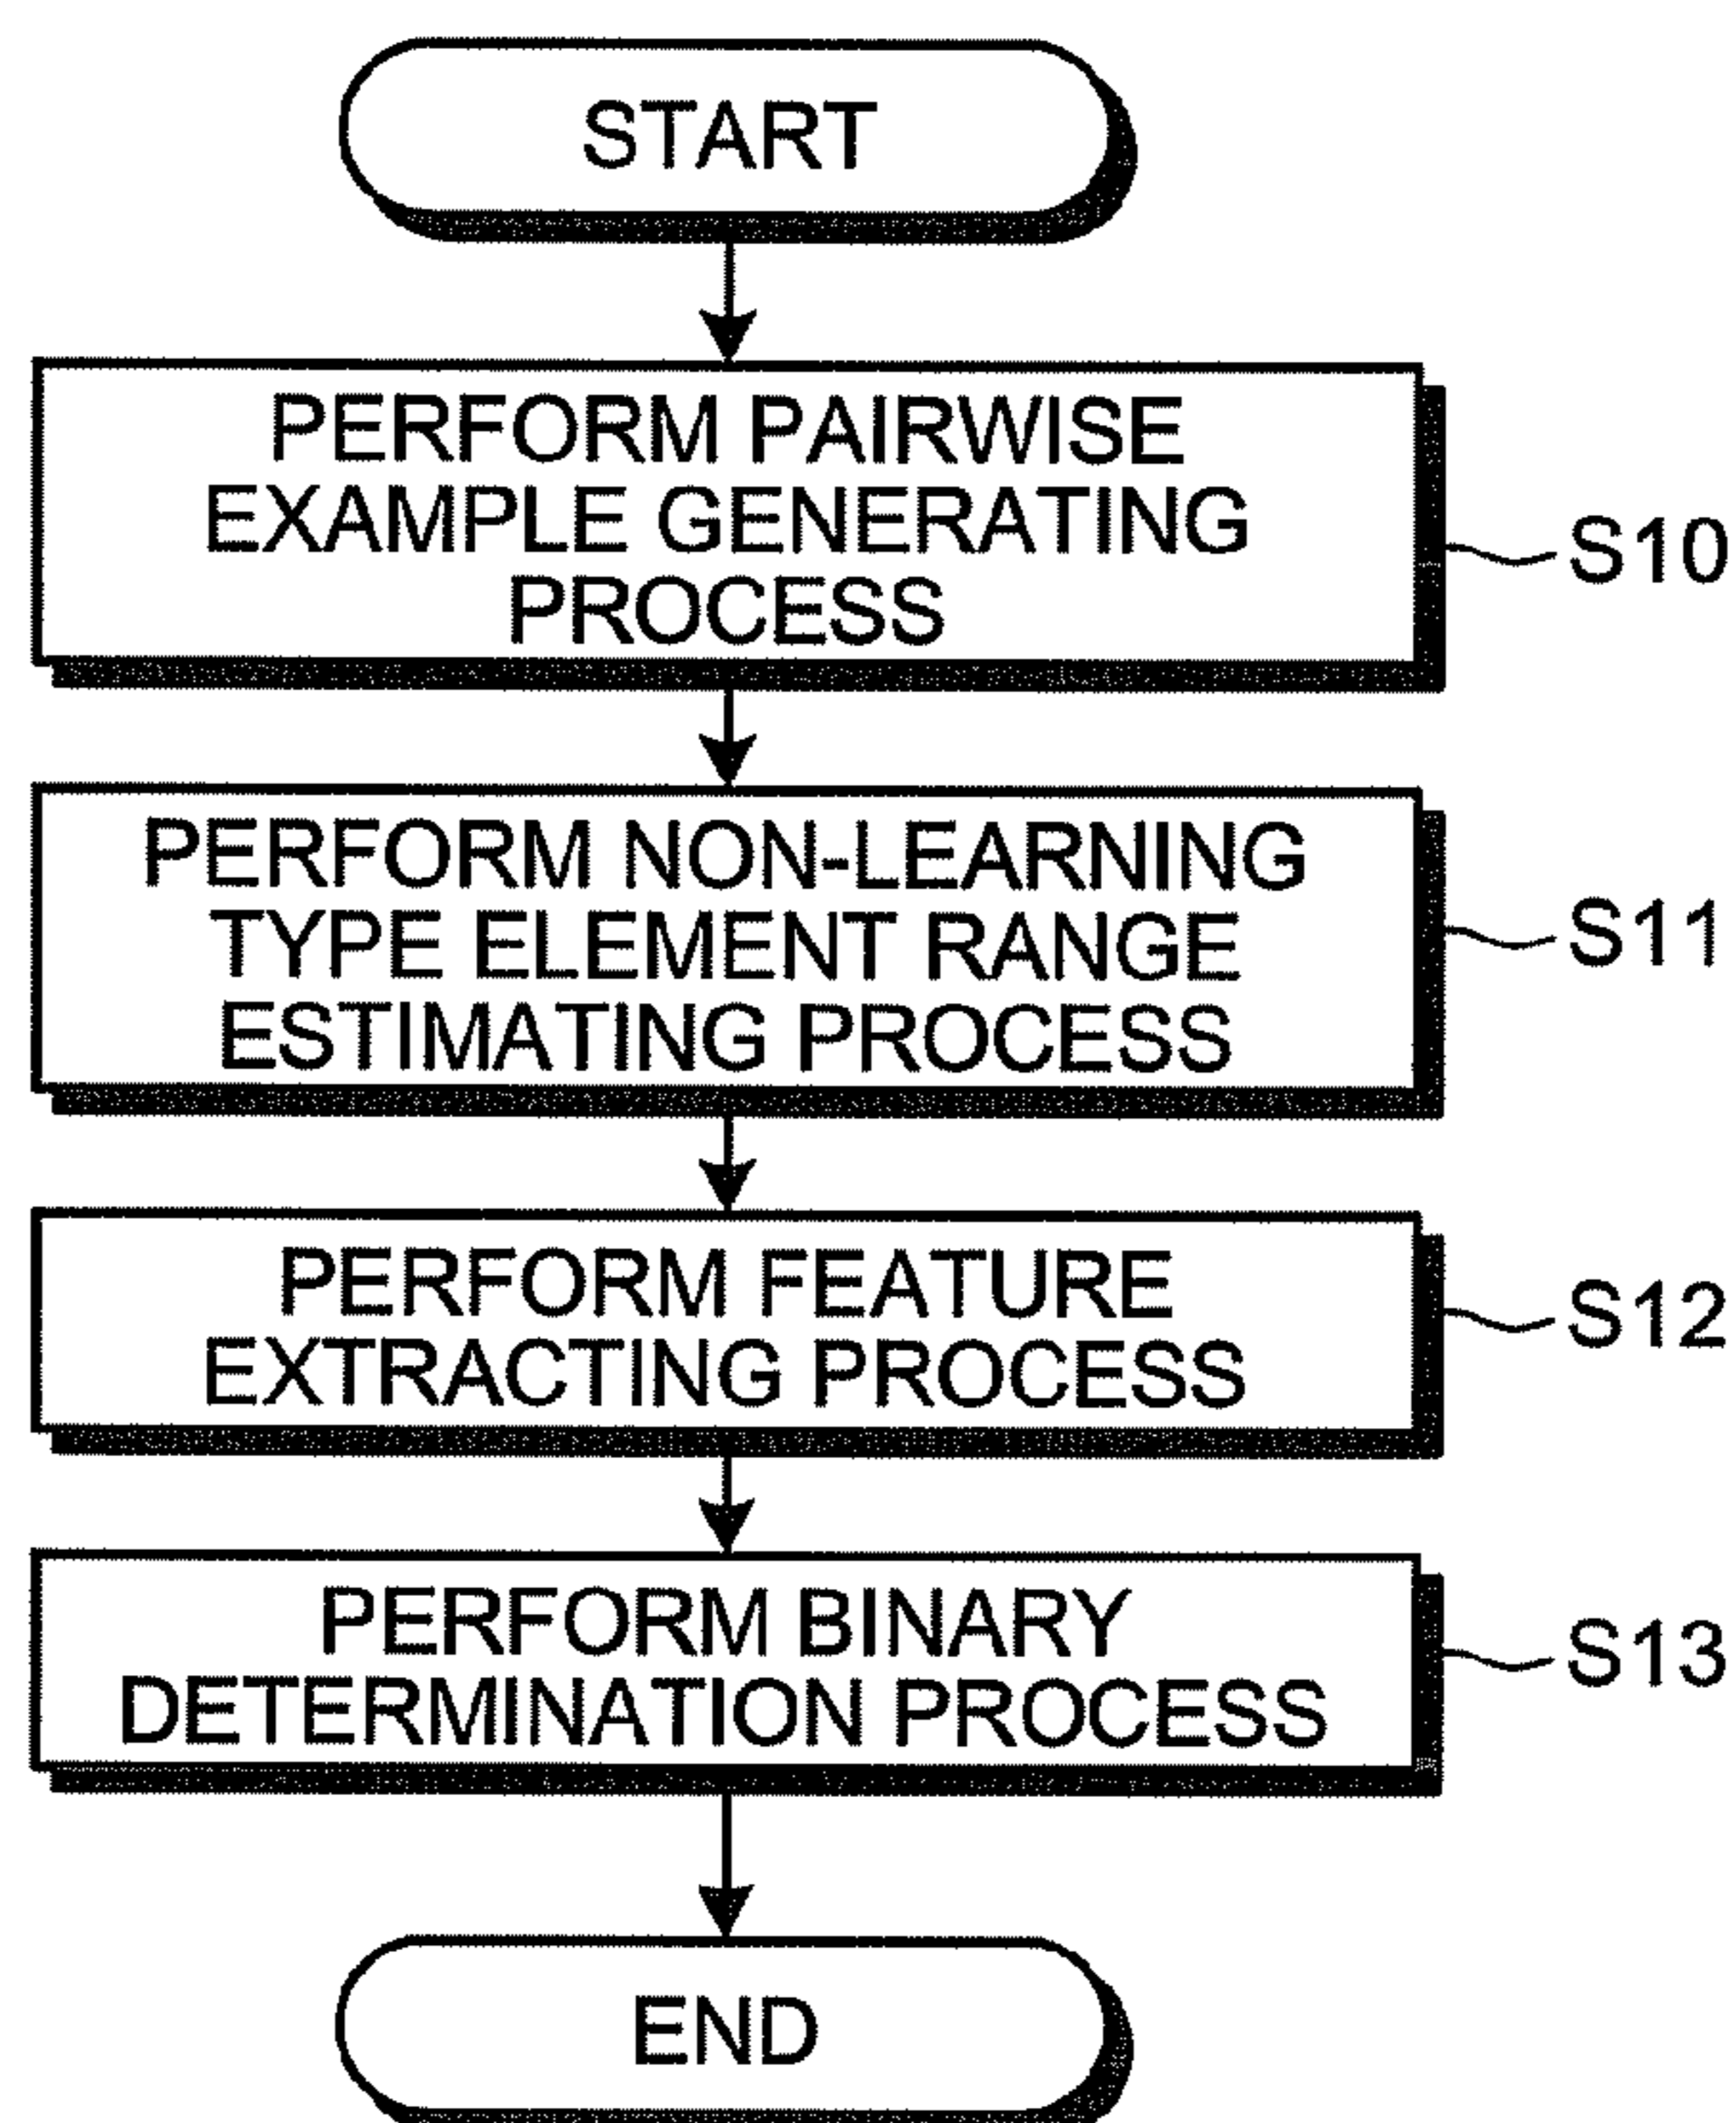 START
PERFORM PAIRWISE
EXAMPLE GENERATING
PROCESS
S10
PERFORM NON-LEARNING
TYPE ELEMENT RANGE
ESTIMATING PROCESS
S11
PERFORM FEATURE
EXTRACTING PROCESS
S12
PERFORM BINARY
DETERMINATION PROCESS
S13
END